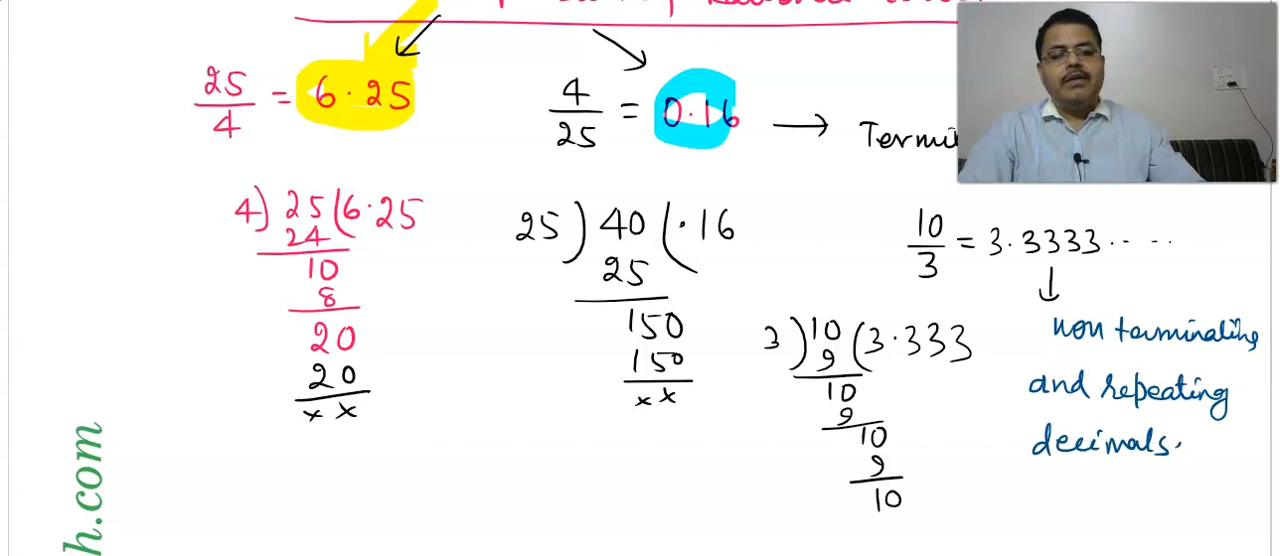 25/4 = 6.25
4/25 = 0.16 → Termi
4) 25 (6.25
24
10
8
20
20
x x
25) 40 (.16
25
150
150
x x
10/3 = 3.3333.....
3) 10 (3.333
9
10
9
10
9
10
non terminating
and repeating
decimals.
h.com